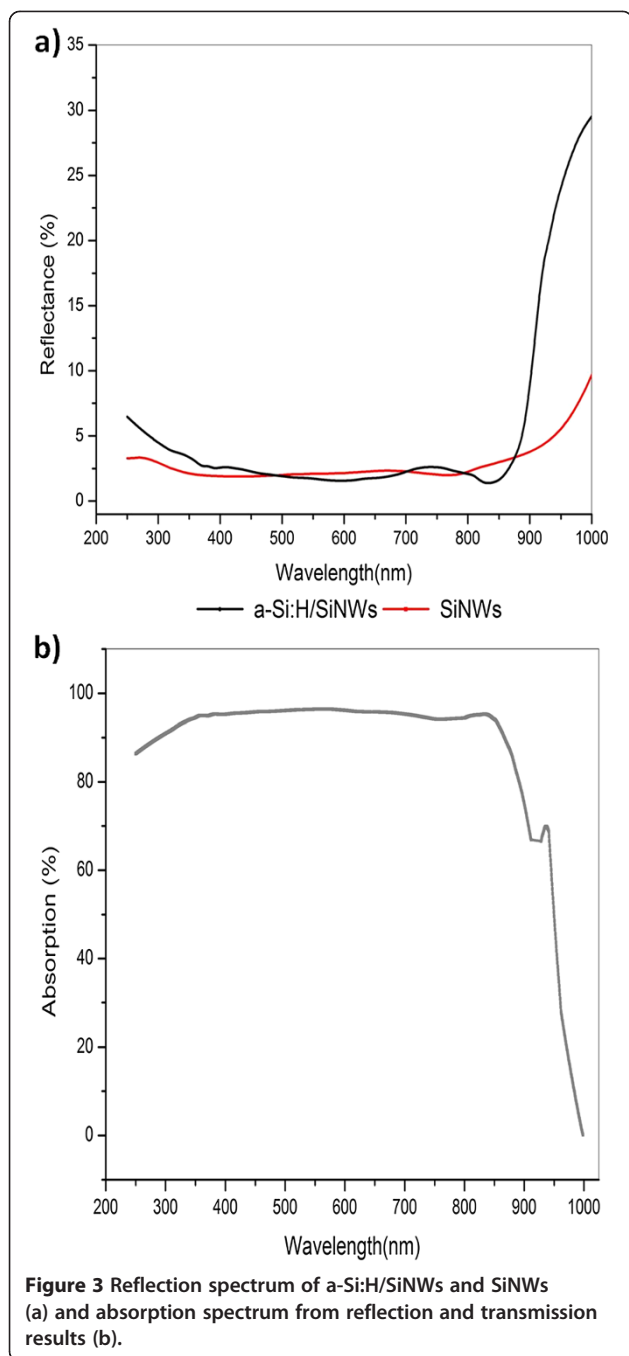 a)
35
30
25
20
15
10
5
0
Reflectance (%)
200 300 400 500 600 700 800 900 1000
Wavelength(nm)
a-Si:H/SiNWs SiNWs
b)
100
80
60
40
20
0
Absorption (%)
200 300 400 500 600 700 800 900 1000
Wavelength(nm)
Figure 3 Reflection spectrum of a-Si:H/SiNWs and SiNWs
(a) and absorption spectrum from reflection and transmission
results (b).